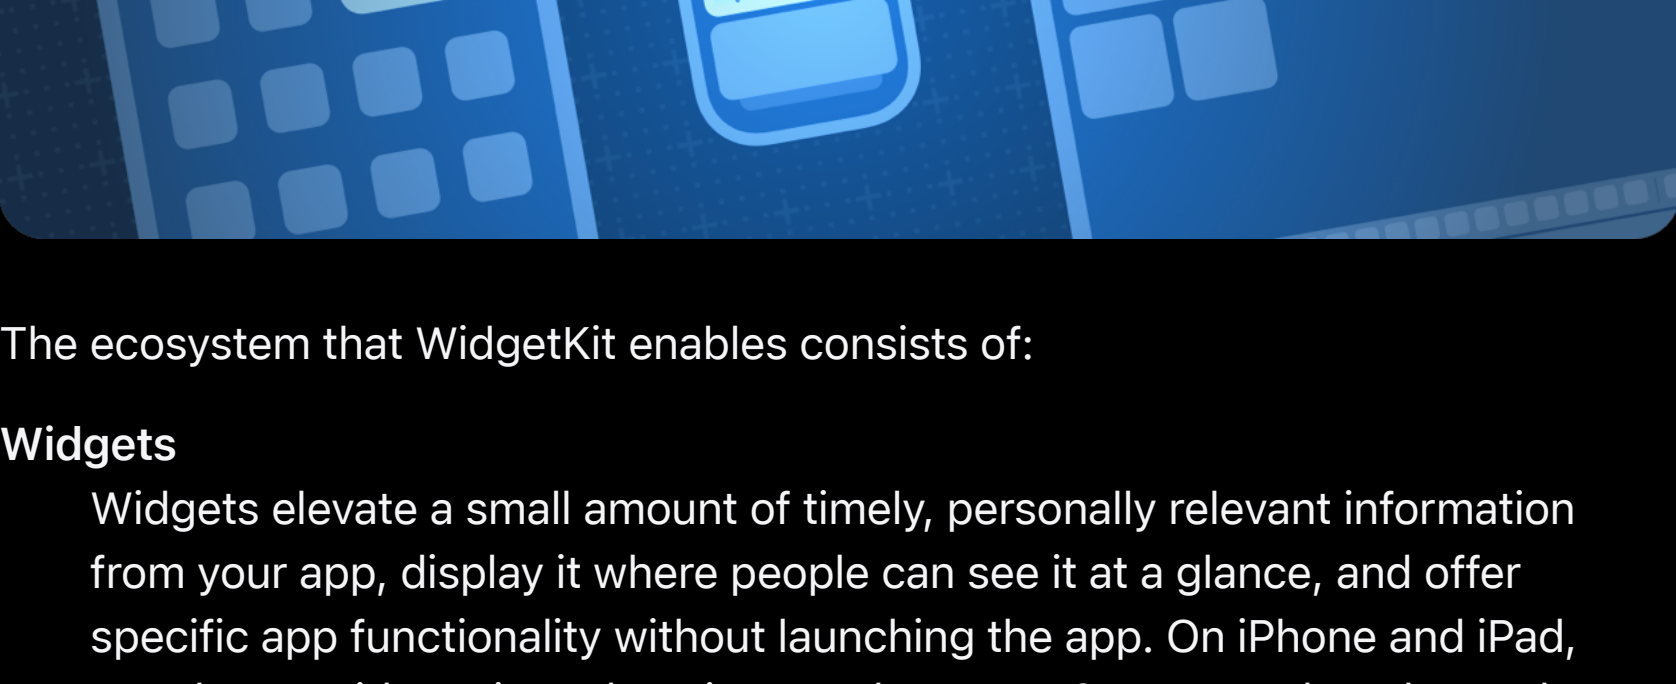 The ecosystem that WidgetKit enables consists of:
Widgets
Widgets elevate a small amount of timely, personally relevant information
from your app, display it where people can see it at a glance, and offer
specific app functionality without launching the app. On iPhone and iPad,